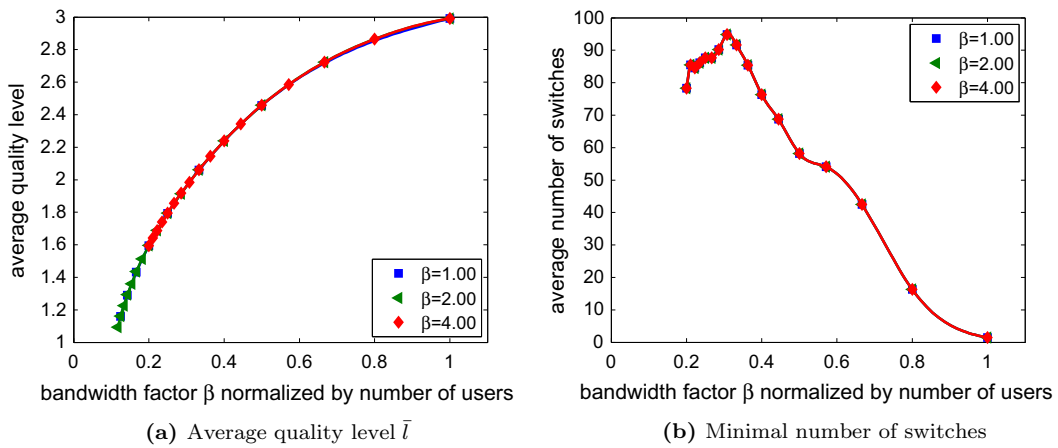 average quality level
3
2.8
2.6
2.4
2.2
2
1.8
1.6
1.4
1.2
1
0 0.2 0.4 0.6 0.8 1
β=1.00
β=2.00
β=4.00
bandwidth factor β normalized by number of users
(a) Average quality level l̄
average number of switches
100
90
80
70
60
50
40
30
20
10
0
0 0.2 0.4 0.6 0.8 1
β=1.00
β=2.00
β=4.00
bandwidth factor β normalized by number of users
(b) Minimal number of switches